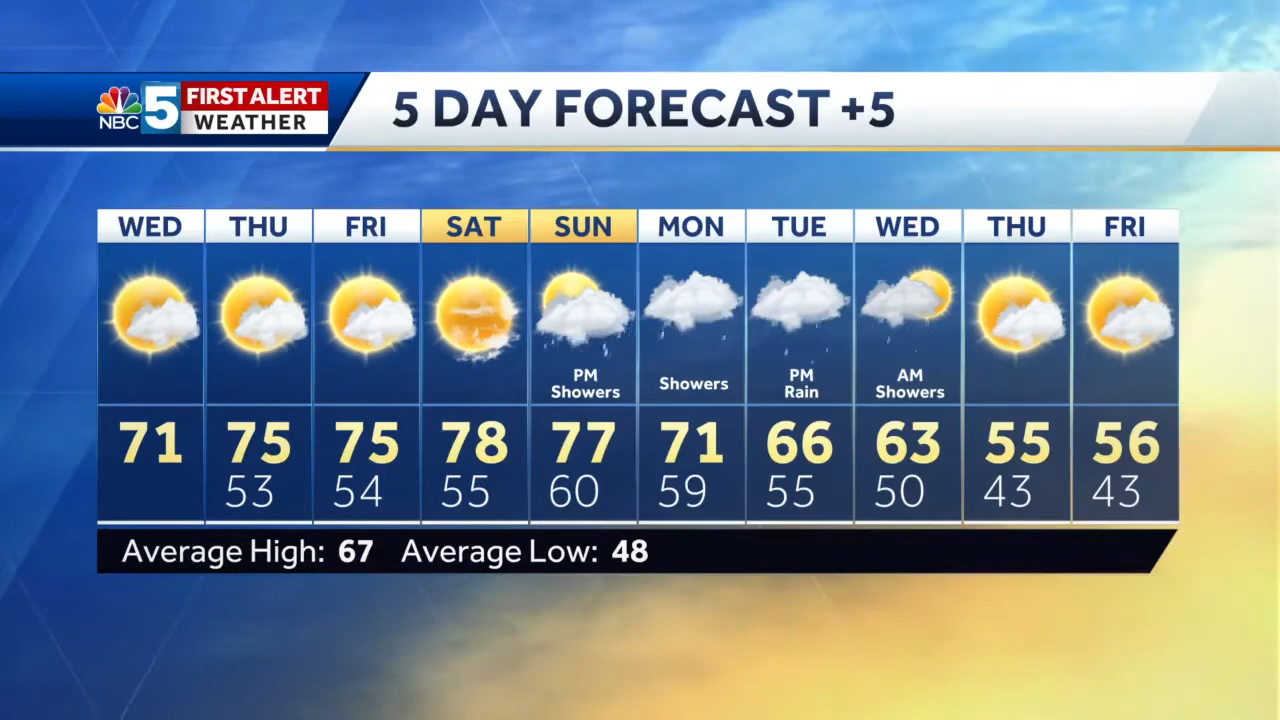 NBC 5 FIRST ALERT WEATHER
5 DAY FORECAST +5
WED THU FRI SAT SUN MON TUE WED THU FRI
PM Showers
Showers
PM Rain
AM Showers
71 75 75 78 77 71 66 63 55 56
53 54 55 60 59 55 50 43 43
Average High: 67 Average Low: 48